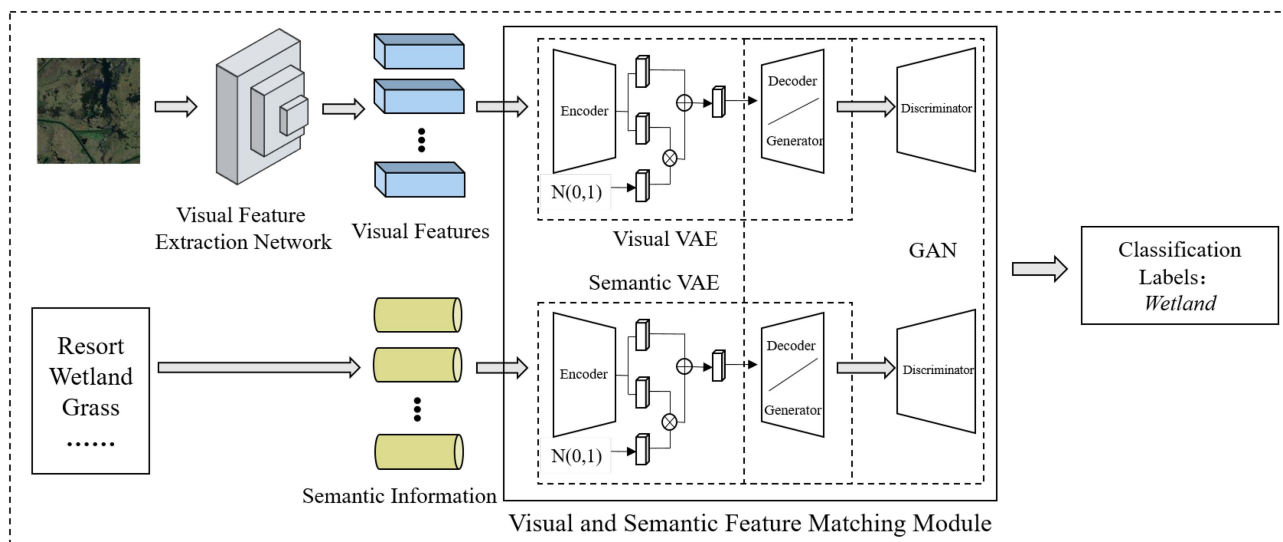 Visual Feature
Extraction Network
Visual Features
Encoder
N(0,1)
Decoder
Generator
Discriminator
Visual VAE
GAN
Semantic VAE
Resort
Wetland
Grass
······
Semantic Information
Encoder
N(0,1)
Decoder
Generator
Discriminator
Visual and Semantic Feature Matching Module
Classification
Labels：
Wetland